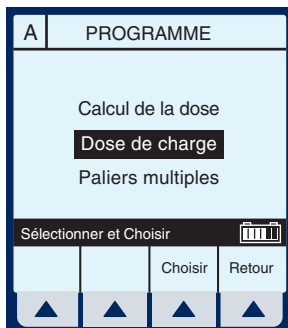 A PROGRAMME
Calcul de la dose
Dose de charge
Paliers multiples
Sélectionner et Choisir
Choisir Retour